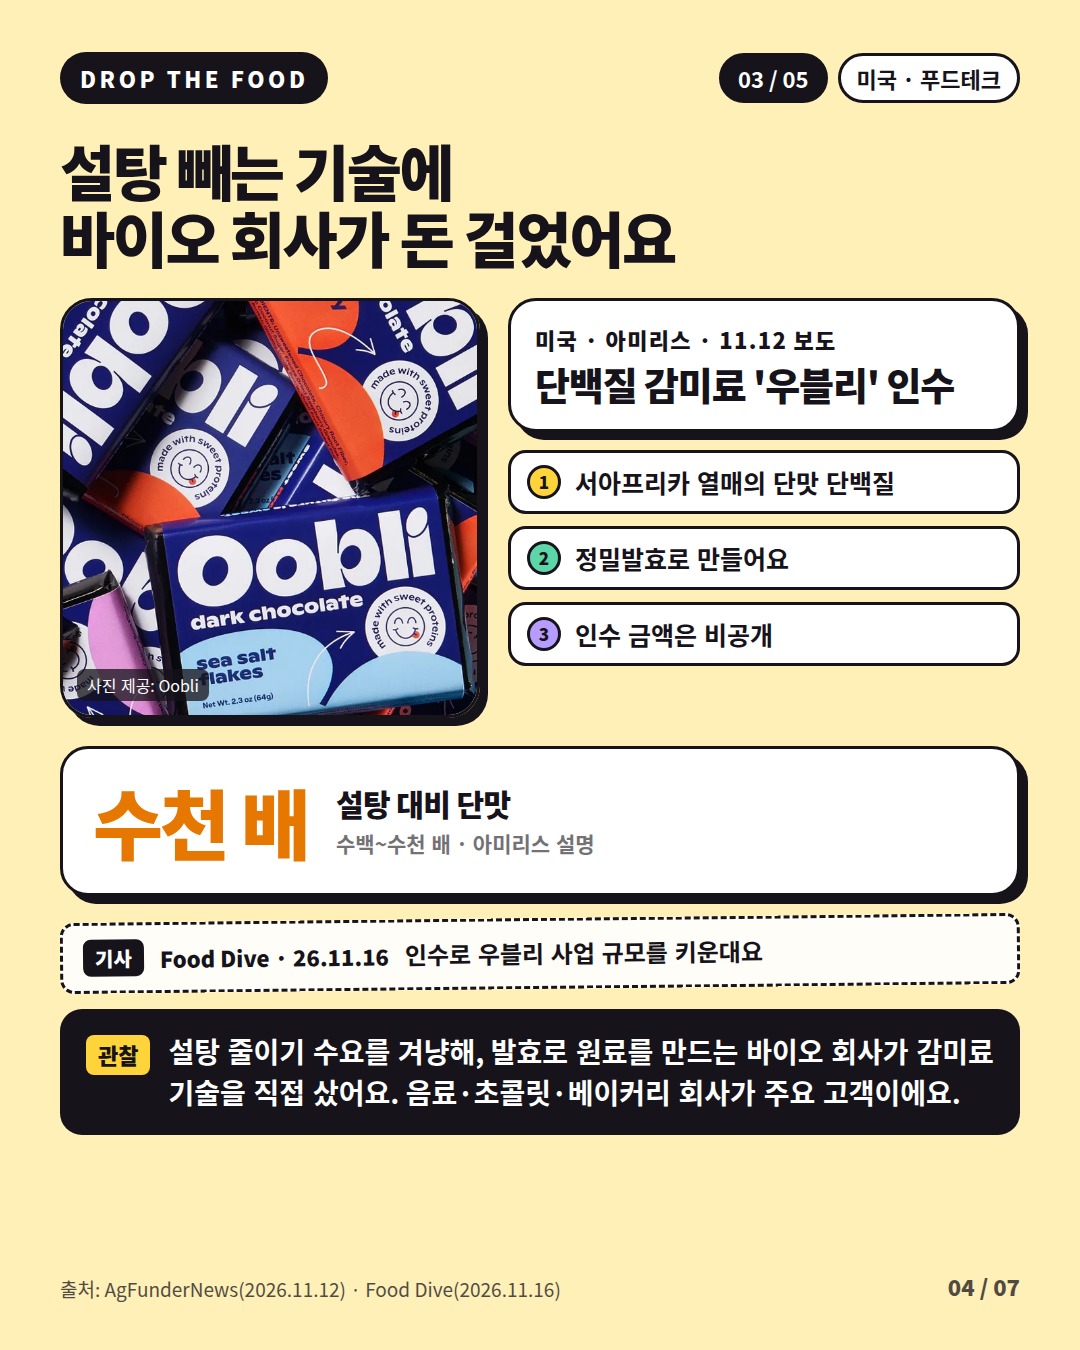 DROP THE FOOD
03 / 05
미국 · 푸드테크
설탕 빼는 기술에
바이오 회사가 돈 걸었어요
olate
made with sweet proteins
oobli
dark chocolate
made with sweet proteins
sea salt
flakes
Net Wt. 2.3 oz (64g)
사진 제공: Oobli
미국 · 아미리스 · 11.12 보도
단백질 감미료 '우블리' 인수
1 서아프리카 열매의 단맛 단백질
2 정밀발효로 만들어요
3 인수 금액은 비공개
수천 배
설탕 대비 단맛
수백~수천 배 · 아미리스 설명
기사 Food Dive · 26.11.16 인수로 우블리 사업 규모를 키운대요
관찰 설탕 줄이기 수요를 겨냥해, 발효로 원료를 만드는 바이오 회사가 감미료
기술을 직접 샀어요. 음료·초콜릿·베이커리 회사가 주요 고객이에요.
출처: AgFunderNews(2026.11.12) · Food Dive(2026.11.16)
04 / 07